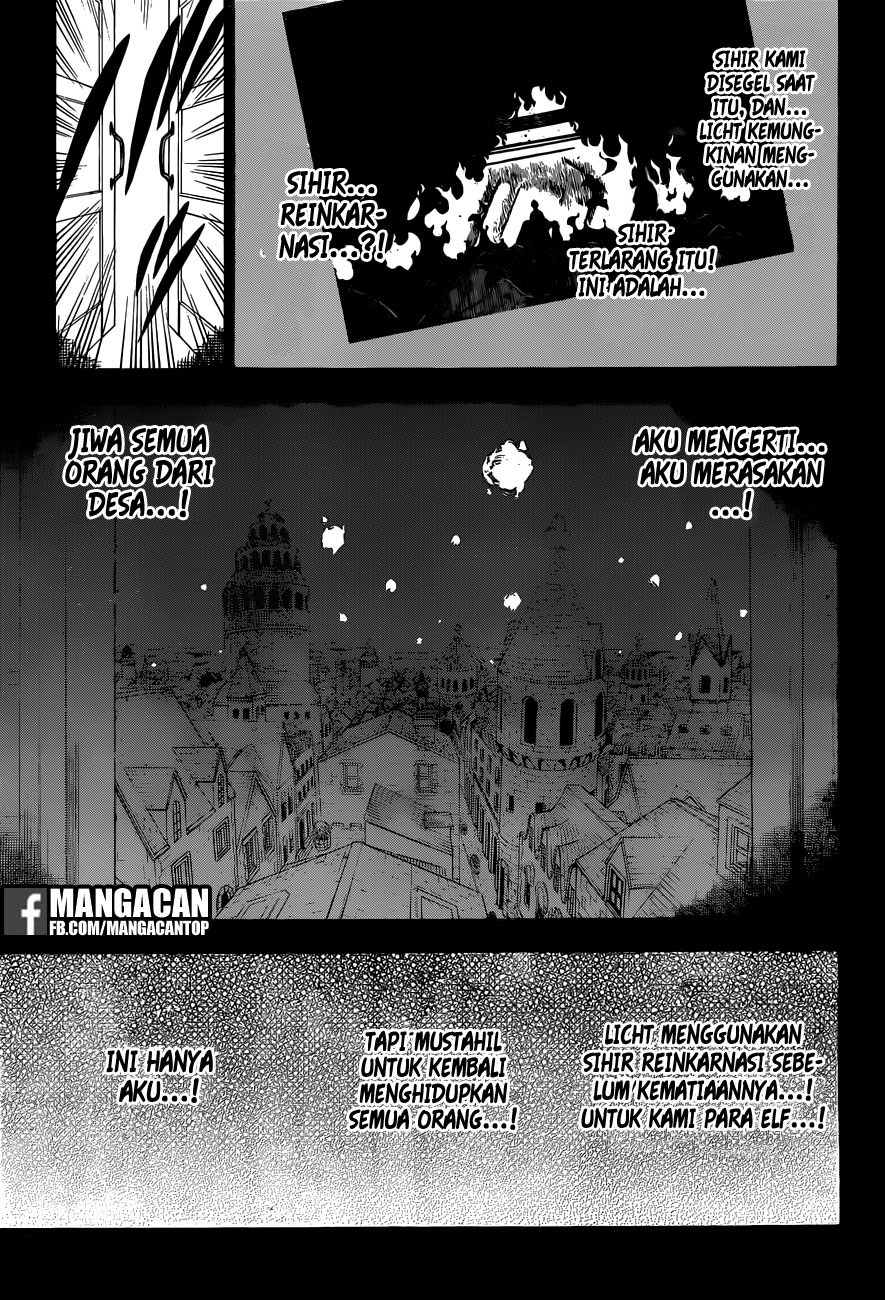 SIHIR KAMI
DISEGEL SAAT
ITU, DAN...
LICHT KEMUNG-
KINAN MENG-
GUNAKAN...
SIHIR-
TERLARANG ITU!
INI ADALAH...
SIHIR...
REINKAR-
NASI...?!
AKU MENGERTI...
AKU MERASAKAN
...!
JIWA SEMUA
ORANG DARI
DESA...!
f MANGACAN
FB.COM/MANGACANTOP
LICHT MENGGUNAKAN
SIHIR REINKARNASI SEBE-
LUM KEMATIAANNYA...!
UNTUK KAMI PARA ELF...!
TAPI MUSTAHIL
UNTUK KEMBALI
MENGHIDUPKAN
SEMUA ORANG...!
INI HANYA
AKU...!